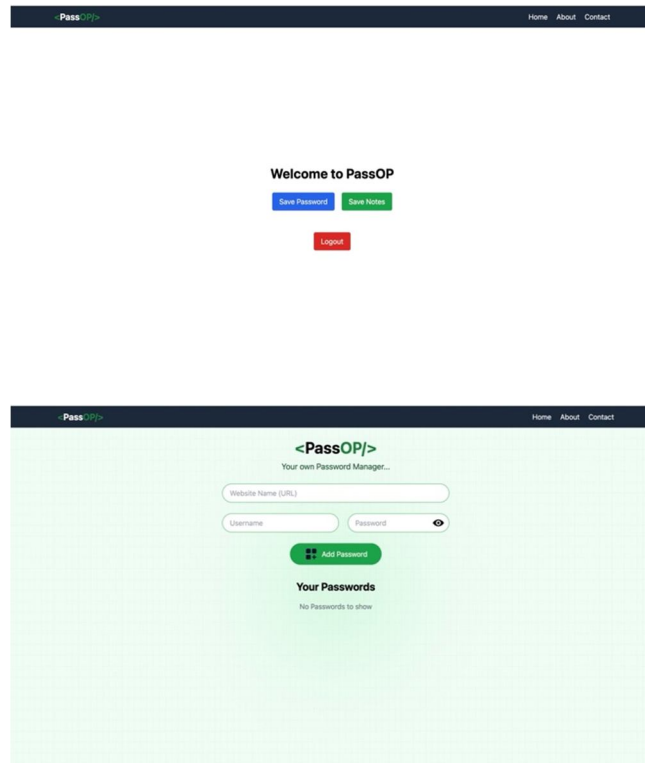 <PassOP/>
Home About Contact
Welcome to PassOP
Save Password Save Notes
Logout
<PassOP/>
Home About Contact
<PassOP/>
Your own Password Manager...
Website Name (URL)
Username Password
Add Password
Your Passwords
No Passwords to show